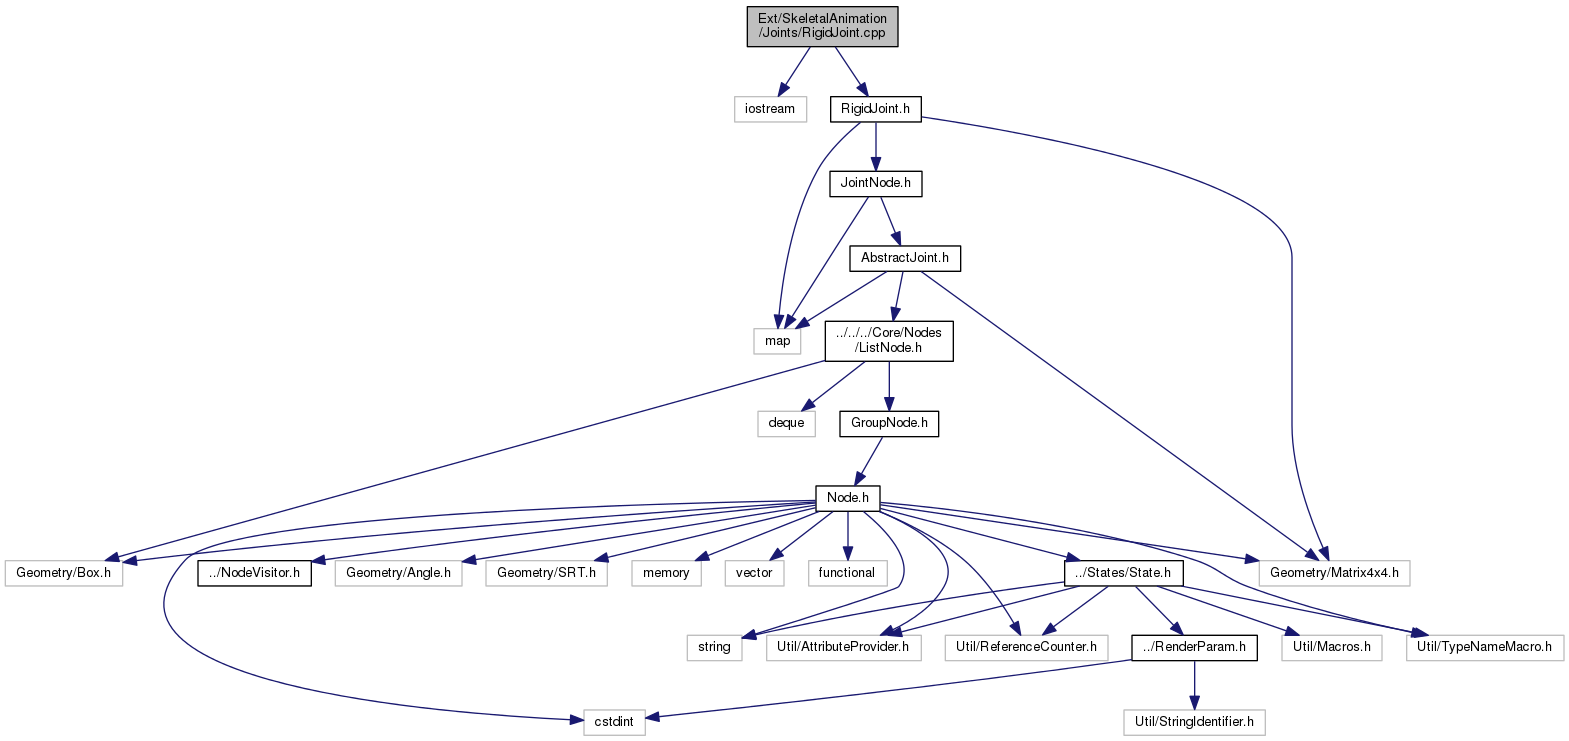 Ext/SkeletalAnimation
/Joints/RigidJoint.cpp
iostream
RigidJoint.h
JointNode.h
AbstractJoint.h
map
../../../Core/Nodes
/ListNode.h
deque
GroupNode.h
Node.h
Geometry/Box.h
../NodeVisitor.h
Geometry/Angle.h
Geometry/SRT.h
memory
vector
functional
../States/State.h
Geometry/Matrix4x4.h
string
Util/AttributeProvider.h
Util/ReferenceCounter.h
../RenderParam.h
Util/Macros.h
Util/TypeNameMacro.h
cstdint
Util/StringIdentifier.h